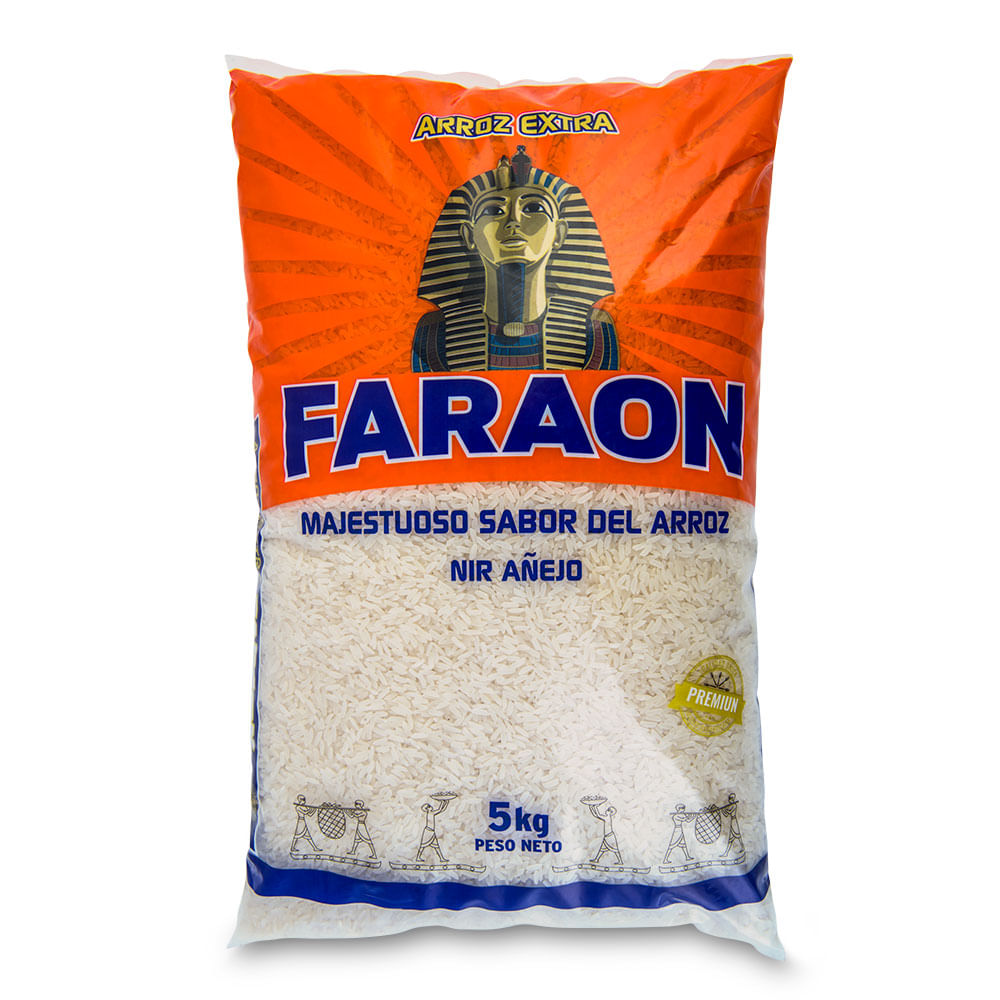 ARROZ EXTRA
FARAON
MAJESTUOSO SABOR DEL ARROZ
NIR AÑEJO
PREMIUN
5kg
PESO NETO